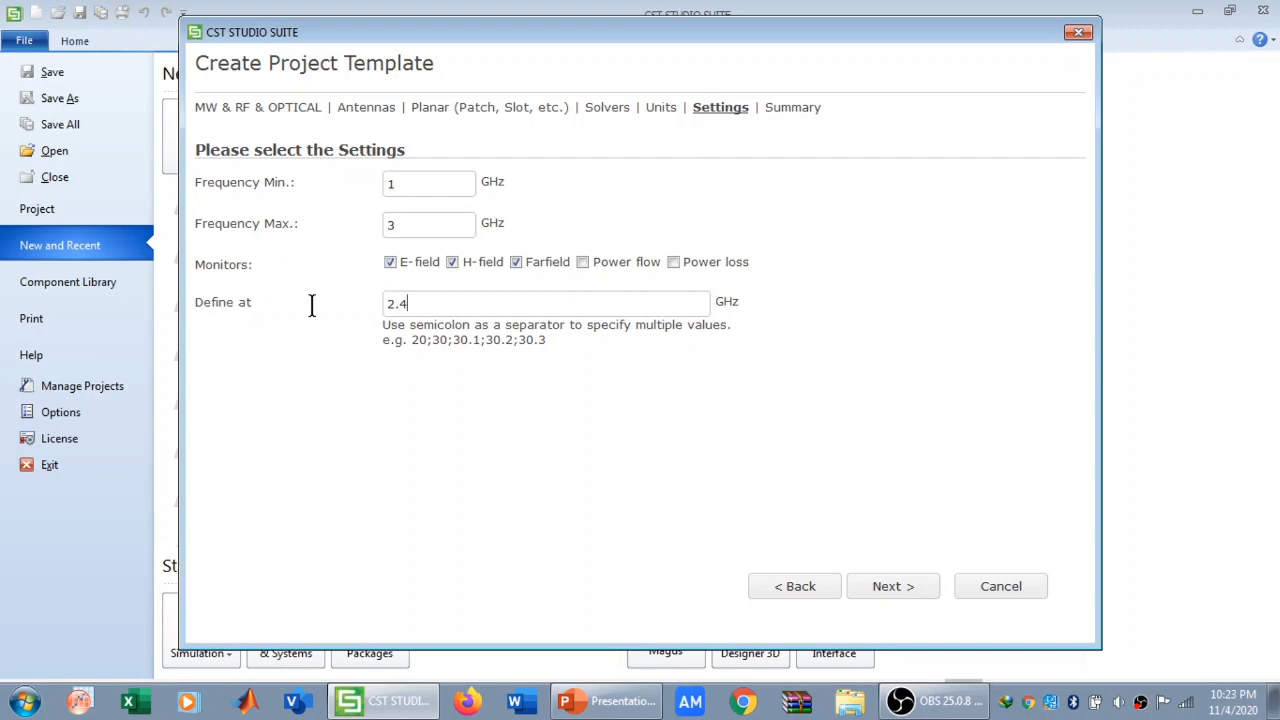 CST STUDIO SUITE
File
Home
Save
Save As
Save All
Open
Close
Project
New and Recent
Component Library
Print
Help
Manage Projects
Options
License
Exit
Ne
St
CST STUDIO SUITE
Create Project Template
MW & RF & OPTICAL | Antennas | Planar (Patch, Slot, etc.) | Solvers | Units | Settings | Summary
Please select the Settings
Frequency Min.: 1 GHz
Frequency Max.: 3 GHz
Monitors: E-field H-field Farfield Power flow Power loss
Define at 2.4 GHz
Use semicolon as a separator to specify multiple values.
e.g. 20;30;30.1;30.2;30.3
< Back Next > Cancel
Simulation & Systems Packages Magus Designer 3D Interface
CST STUDI... Presentatio... AM OBS 25.0.8 ...
10:23 PM
11/4/2020